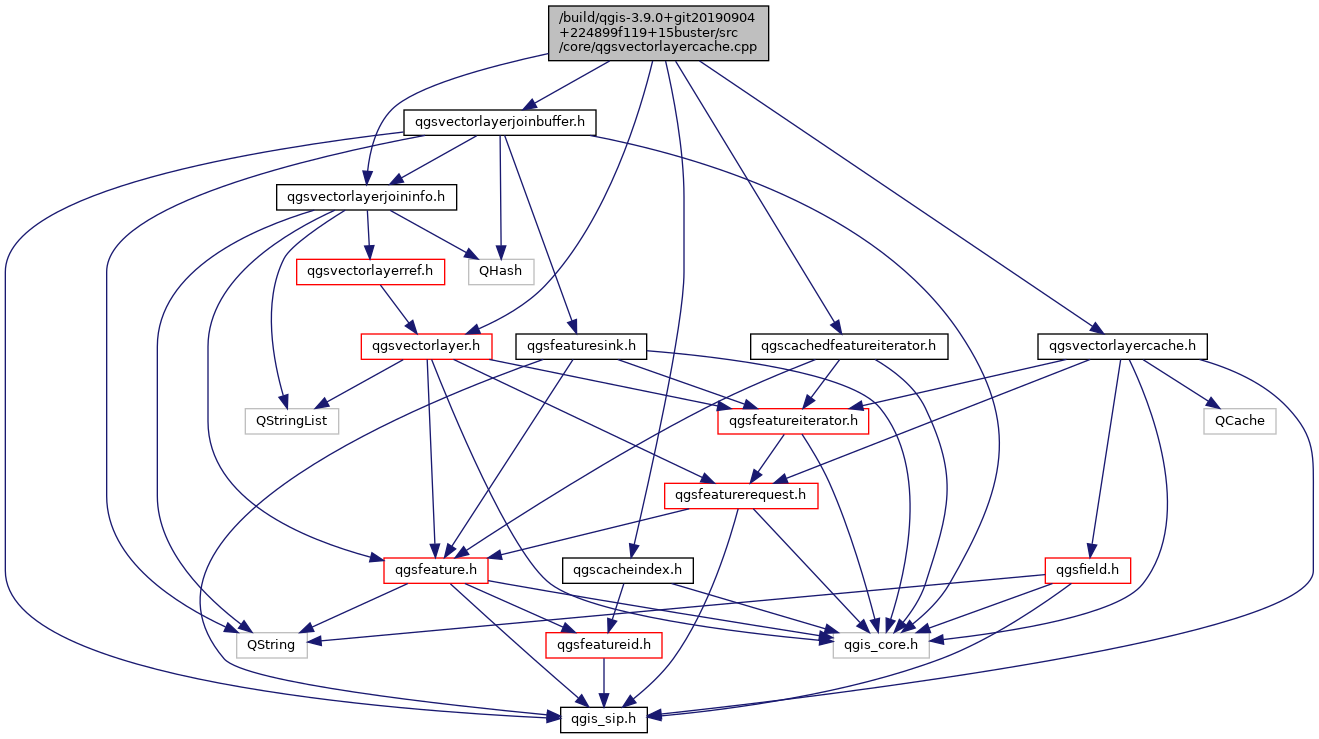 /build/qgis-3.9.0+git20190904
+224899f119+15buster/src
/core/qgsvectorlayercache.cpp
qgsvectorlayerjoinbuffer.h
qgsvectorlayerjoininfo.h
qgsvectorlayerref.h
QHash
qgsvectorlayer.h
qgsfeaturesink.h
qgscachedfeatureiterator.h
qgsvectorlayercache.h
QStringList
qgsfeatureiterator.h
QCache
qgsfeaturerequest.h
qgsfeature.h
qgscacheindex.h
qgsfield.h
QString
qgsfeatureid.h
qgis_core.h
qgis_sip.h